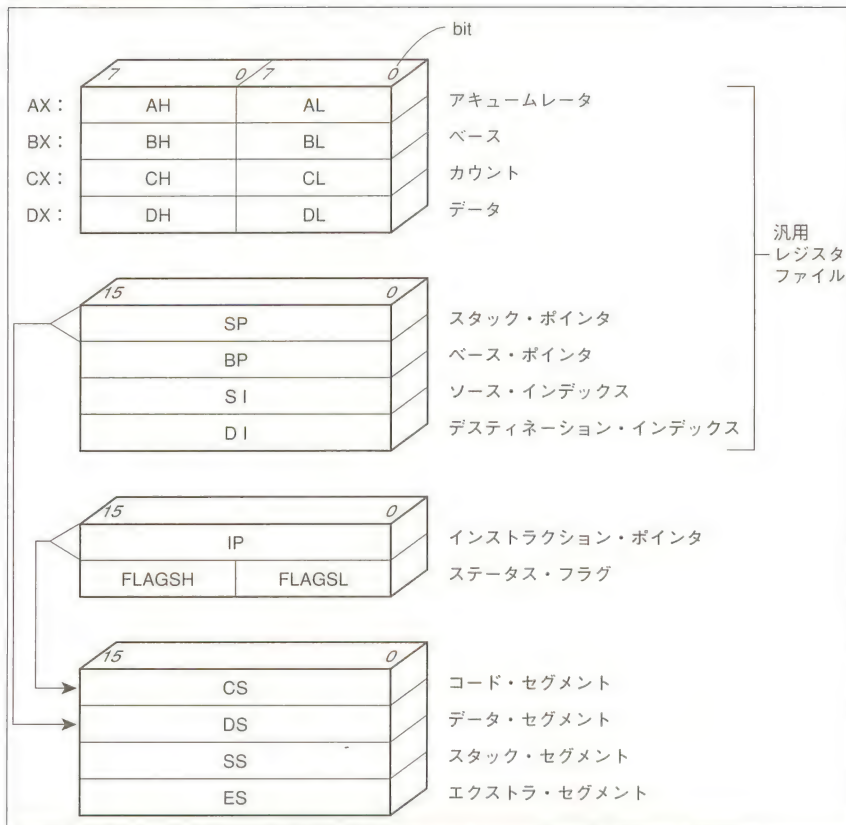 bit
7 0 7 0
AX： AH AL アキュームレータ
BX： BH BL ベース
CX： CH CL カウント
DX： DH DL データ
汎用
レジスタ
ファイル
15 0
SP スタック・ポインタ
BP ベース・ポインタ
SI ソース・インデックス
DI デスティネーション・インデックス
15 0
IP インストラクション・ポインタ
FLAGSH FLAGSL ステータス・フラグ
15 0
CS コード・セグメント
DS データ・セグメント
SS スタック・セグメント
ES エクストラ・セグメント